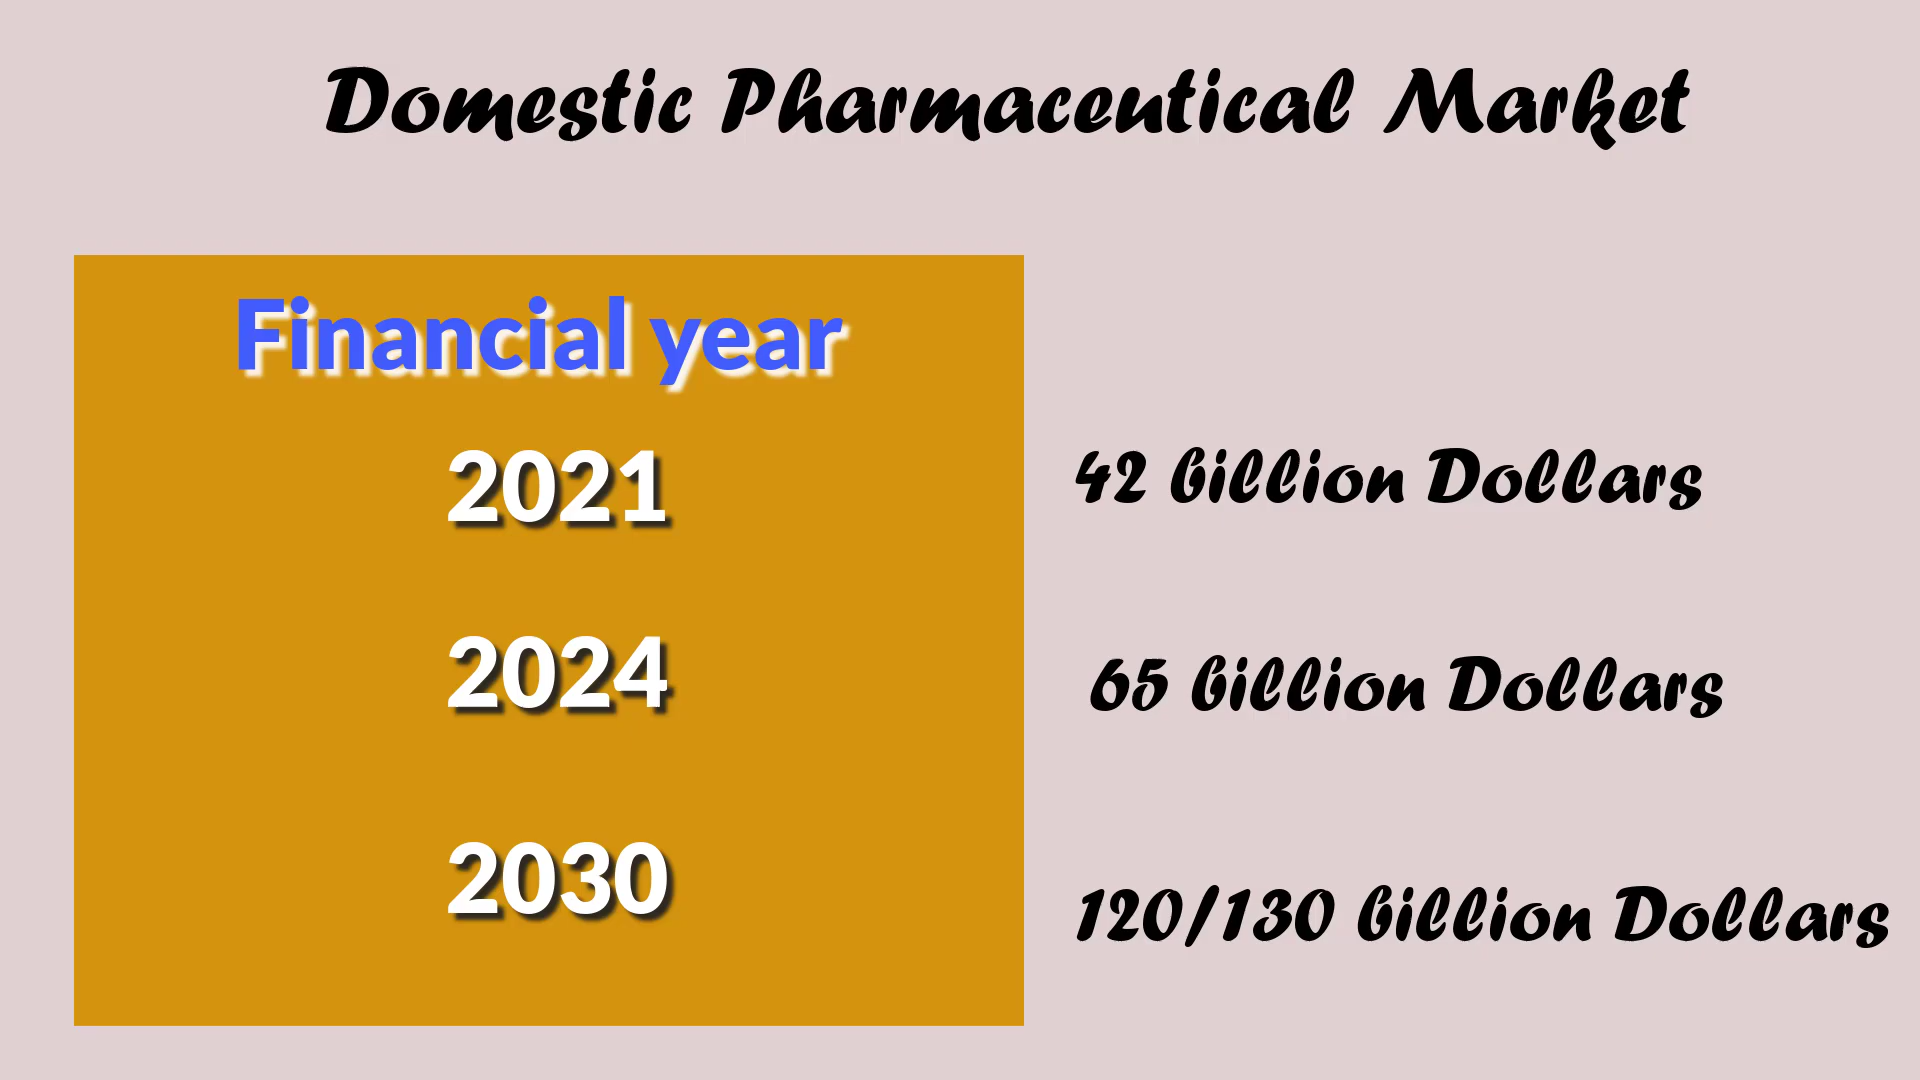 Domestic Pharmaceutical Market
Financial year
2021
42 billion Dollars
2024
65 billion Dollars
2030
120/130 billion Dollars